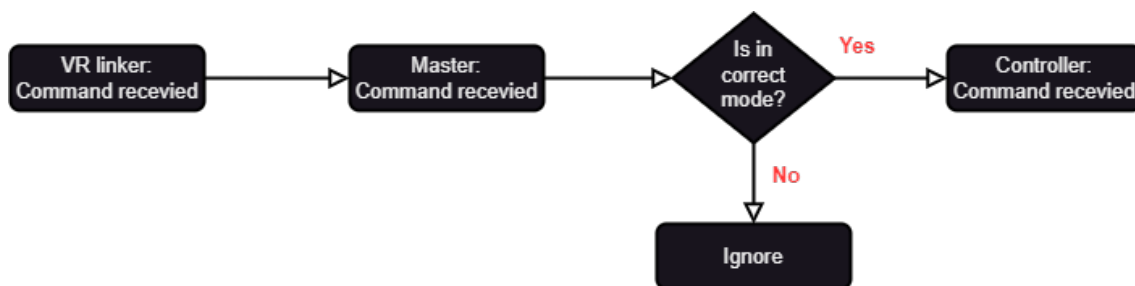 VR linker:
Command recevied
Master:
Command recevied
Is in
correct
mode?
Yes
Controller:
Command recevied
No
Ignore